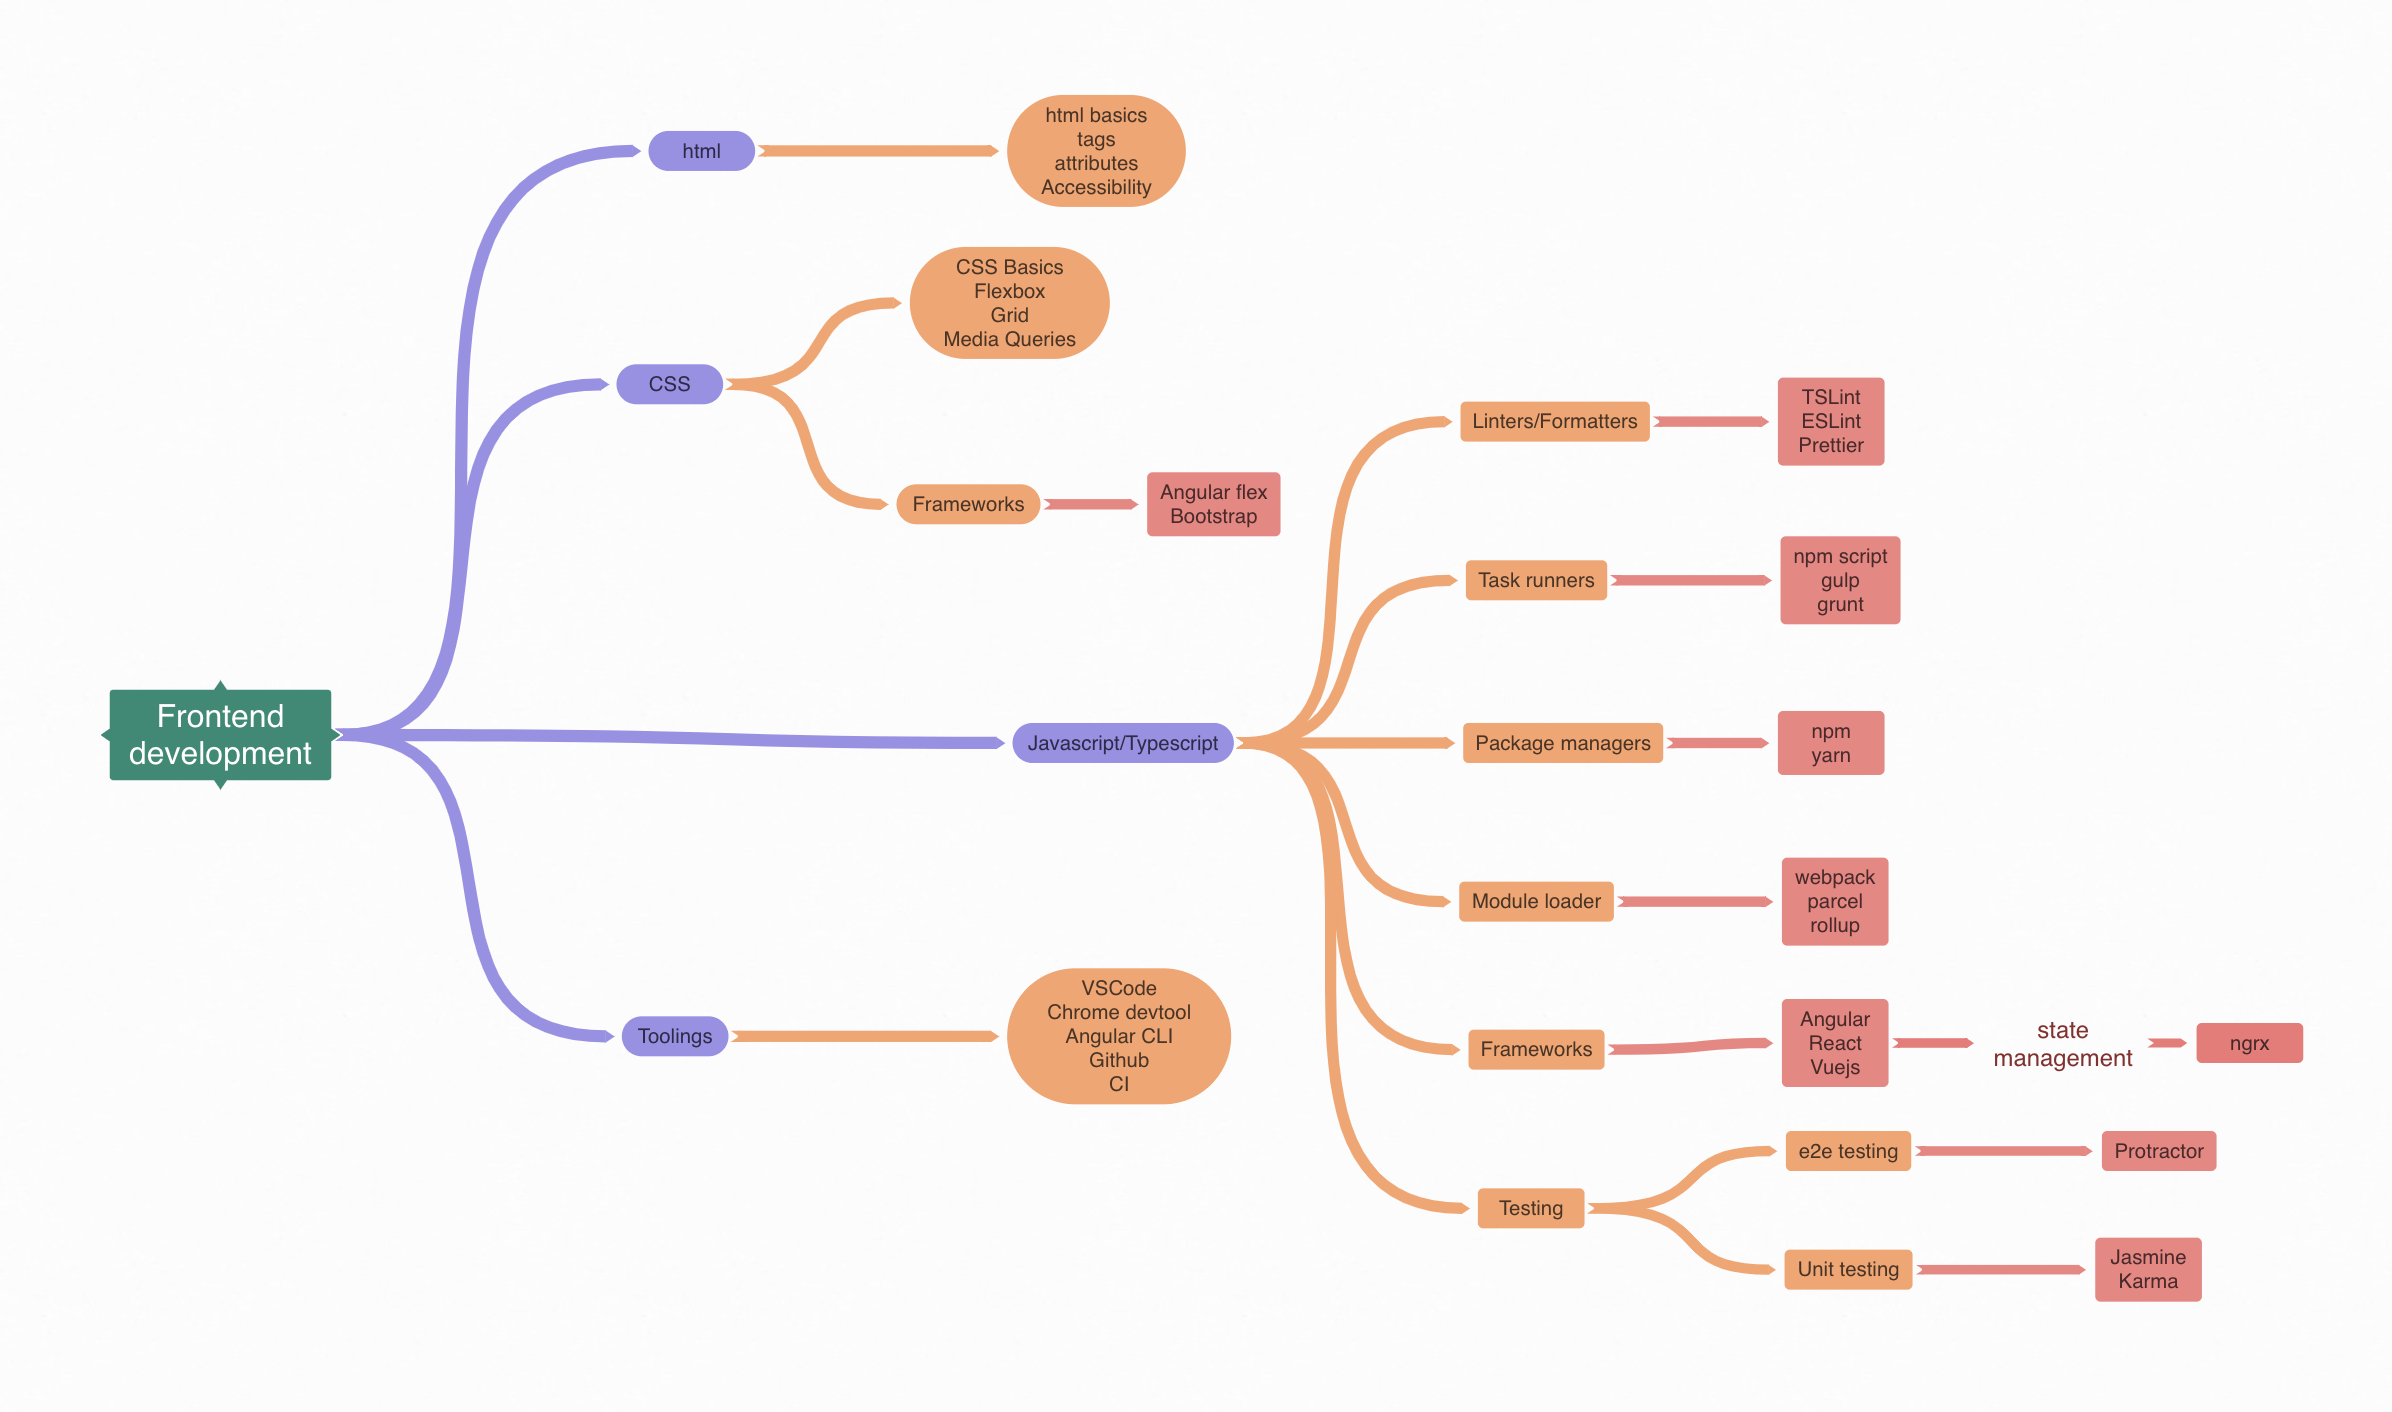 Frontend
development
html
html basics
tags
attributes
Accessibility
CSS
CSS Basics
Flexbox
Grid
Media Queries
Frameworks
Angular flex
Bootstrap
Javascript/Typescript
Linters/Formatters
TSLint
ESLint
Prettier
Task runners
npm script
gulp
grunt
Package managers
npm
yarn
Module loader
webpack
parcel
rollup
Frameworks
Angular
React
Vuejs
state
management
ngrx
Testing
e2e testing
Protractor
Unit testing
Jasmine
Karma
Toolings
VSCode
Chrome devtool
Angular CLI
Github
CI